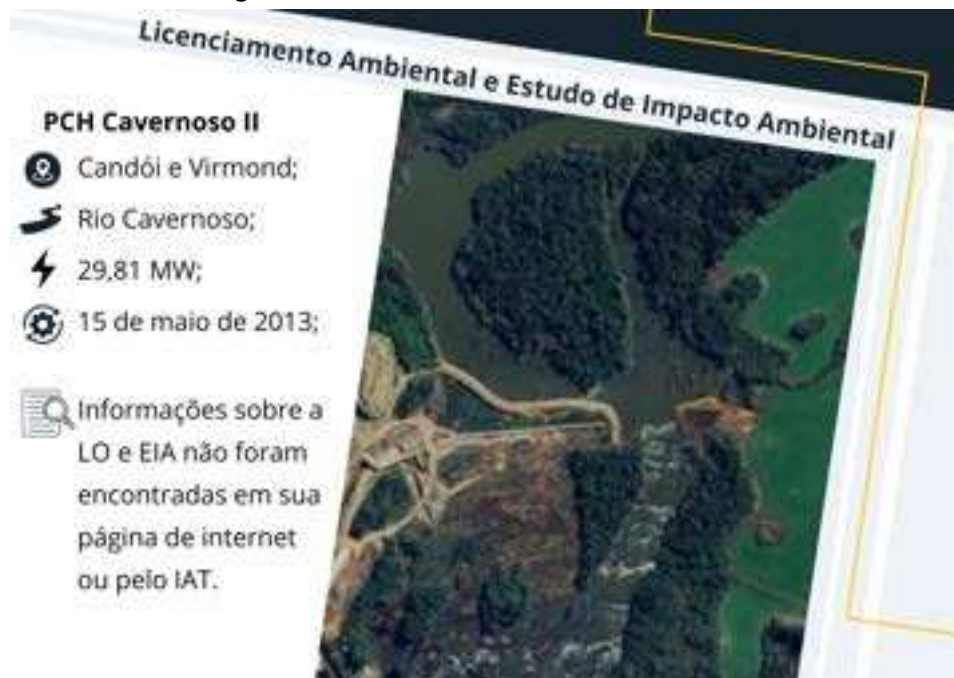 Licenciamento Ambiental e Estudo de Impacto Ambiental
PCH Cavernoso II
Candói e Virmond;
Rio Cavernoso;
29,81 MW;
15 de maio de 2013;
Informações sobre a
LO e EIA não foram
encontradas em sua
página de internet
ou pelo IAT.